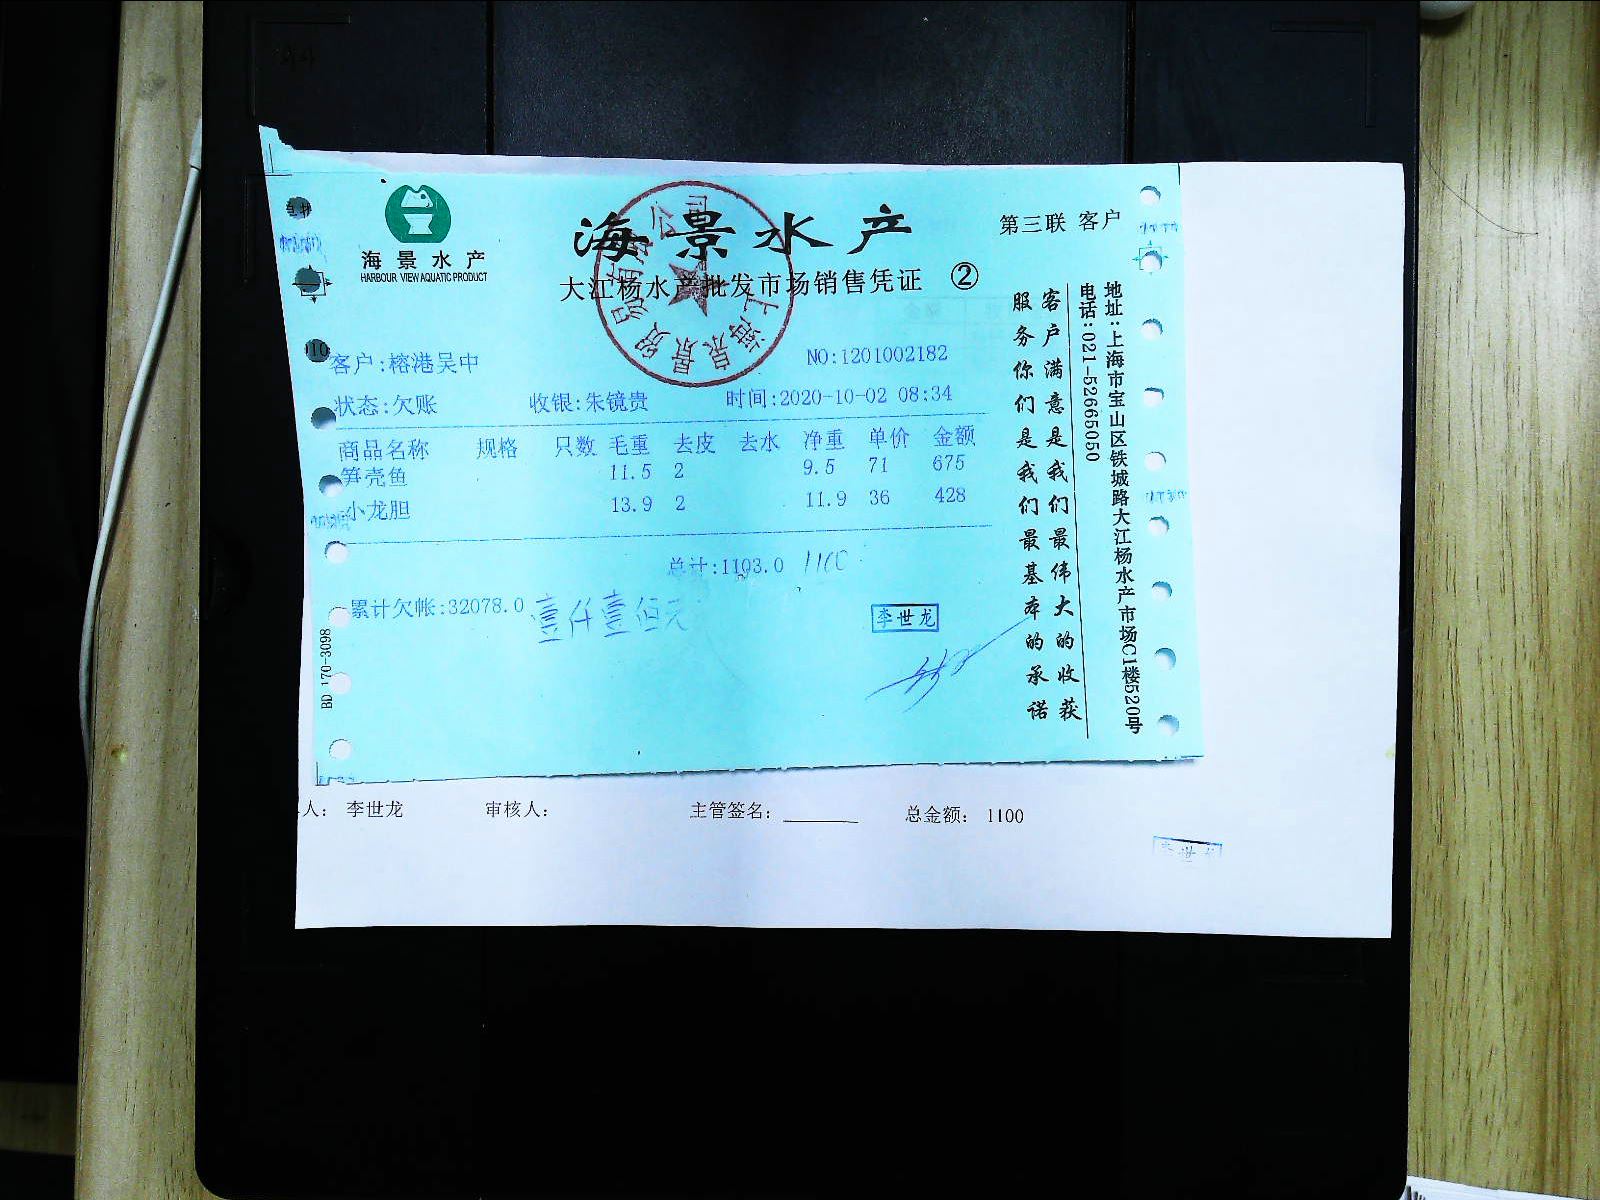 海景水产
HARBOUR VIEW AQUATIC PRODUCT
海景水产
大江杨水产批发市场销售凭证 ②
第三联 客户
客户:榕港吴中
NO:1201002182
状态:欠账 收银:朱镜贵 时间:2020-10-02 08:34
商品名称 规格 只数 毛重 去皮 去水 净重 单价 金额
笋壳鱼 11.5 2 9.5 71 675
小龙胆 13.9 2 11.9 36 428
总计:1103.0 1100
累计欠帐:32078.0 壹仟壹佰元
李世龙
BD 170-3098
客户满意是我们最伟大的收获
服务你们是我们最基本的承诺
地址:上海市宝山区铁城路大江杨水产市场C1楼520号
电话:021-52665050
人: 李世龙 审核人: 主管签名: 总金额: 1100
李世龙